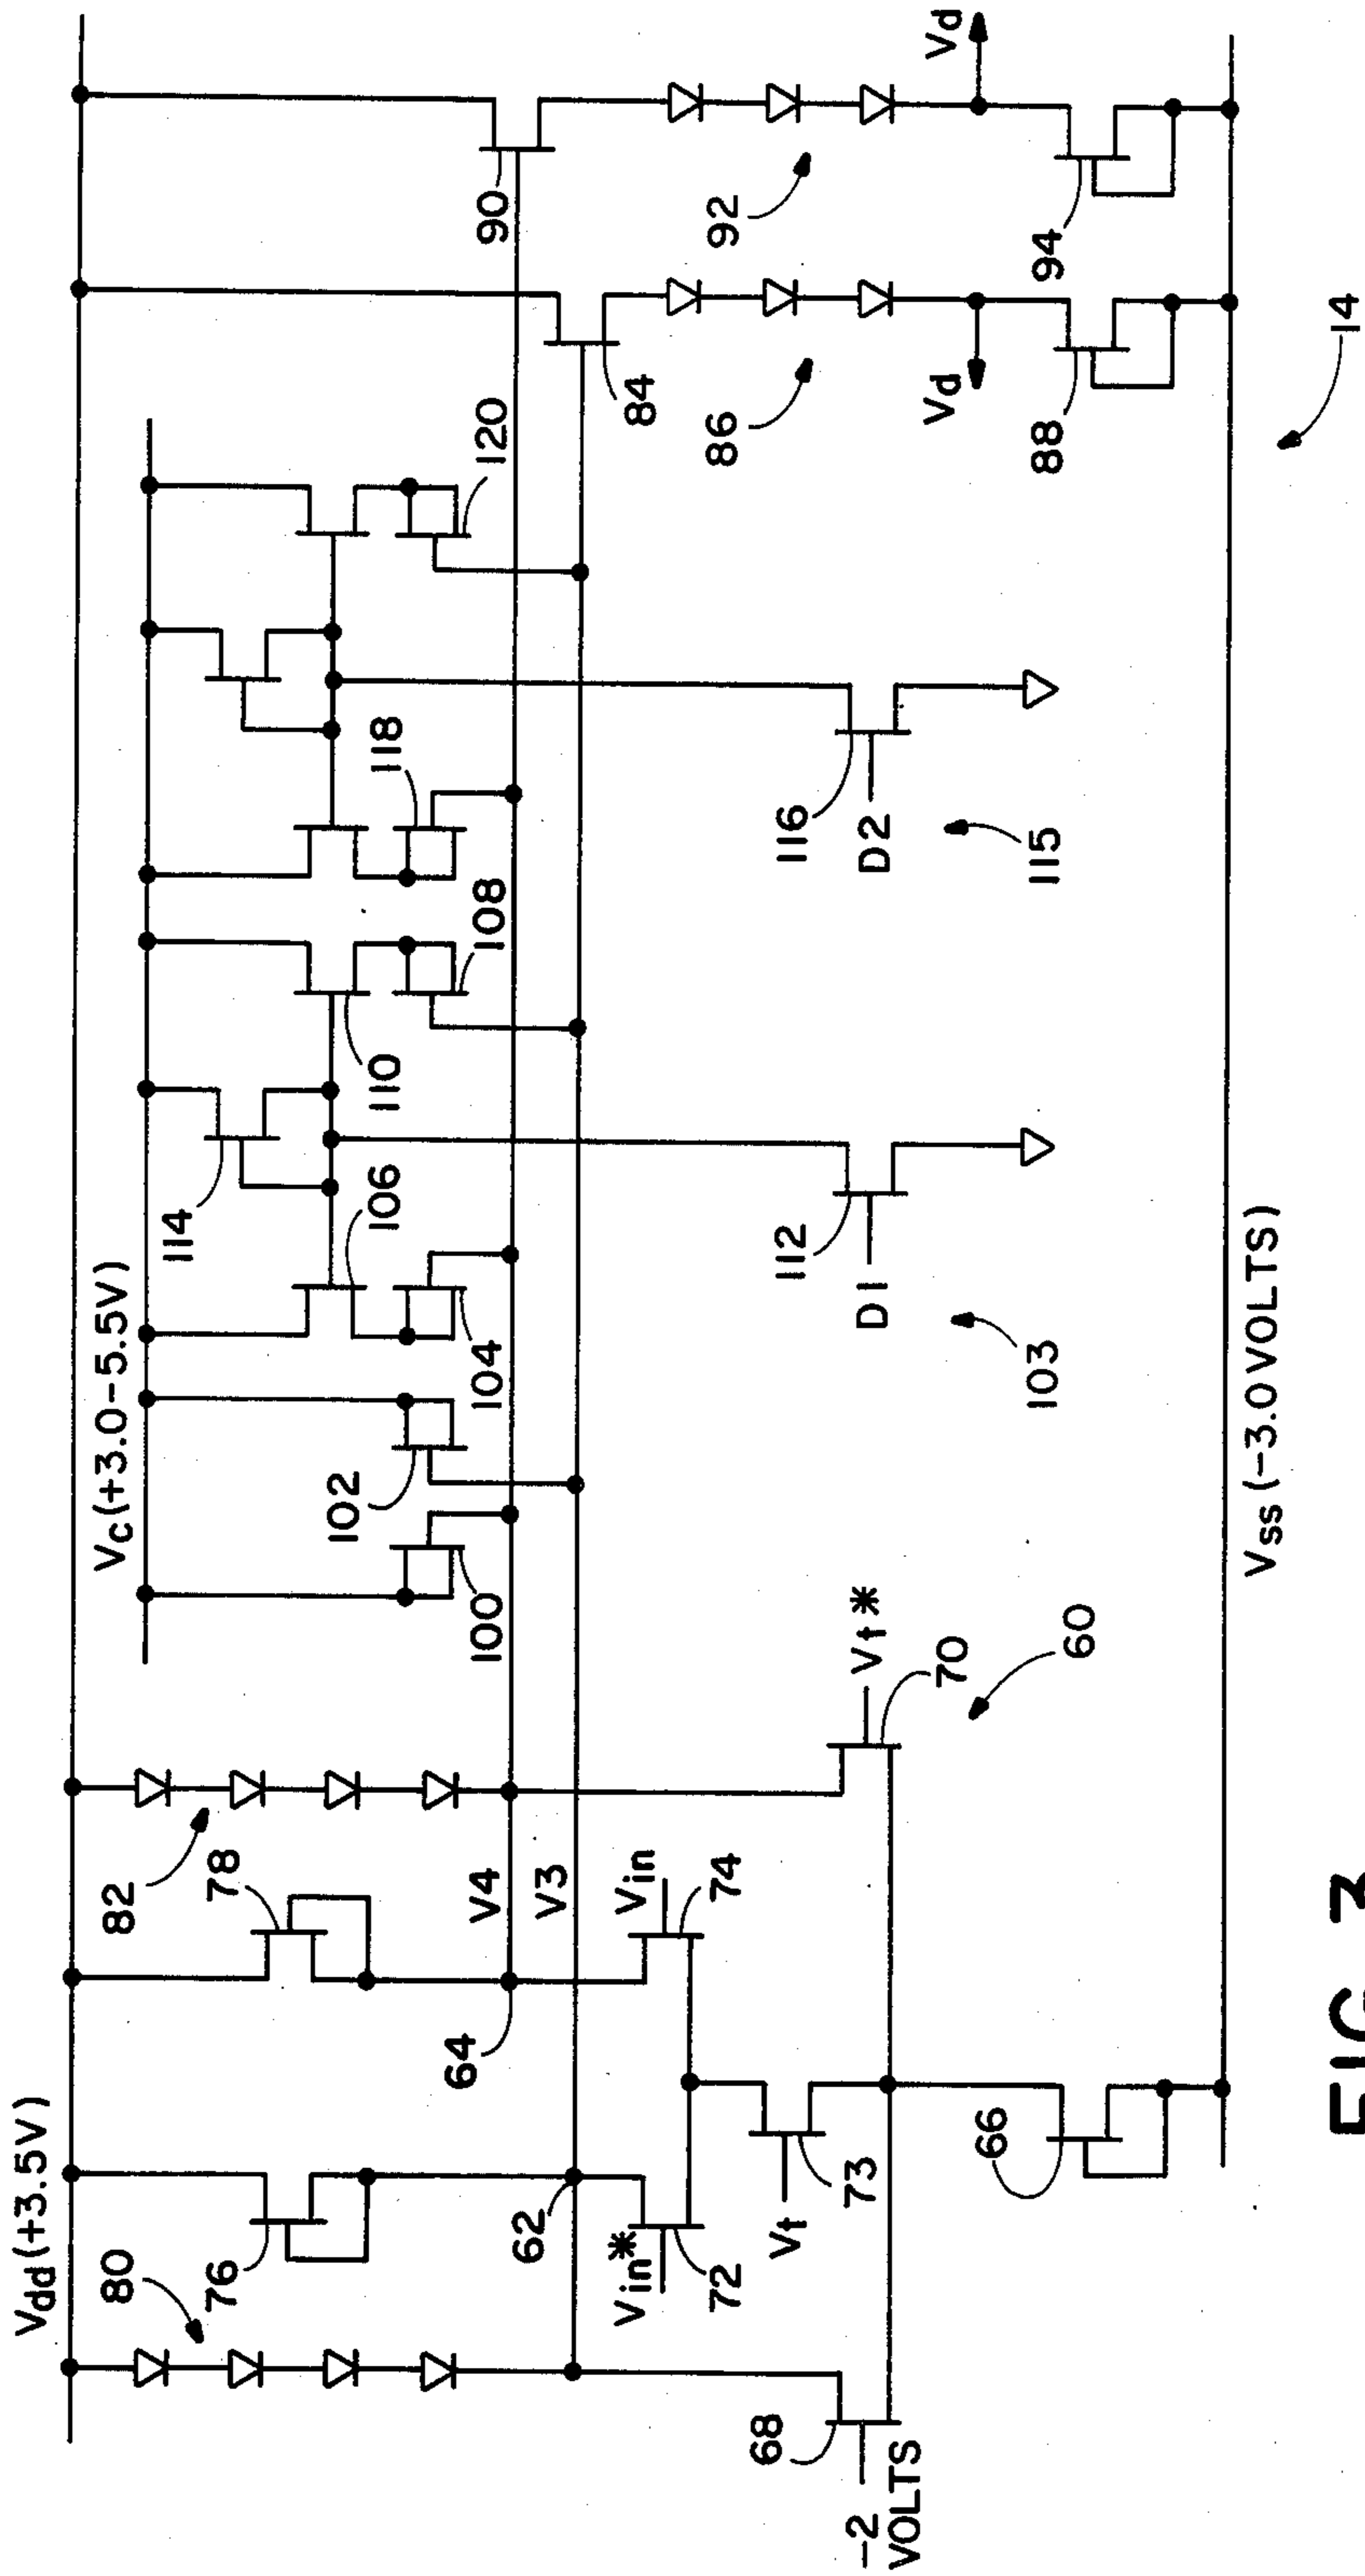 Vdd (+3.5V)
Vc (+3.0-5.5V)
80
76
82
78
114
106
110
118
120
90
100
102
104
108
84
V4
V3
64
62
Vin*
72
Vin
74
Vt
73
Vt*
70
60
68
-2
VOLTS
66
112
D1
103
116
D2
115
86
92
Vd
Vd
88
94
Vss (-3.0 VOLTS)
14
FIG 3